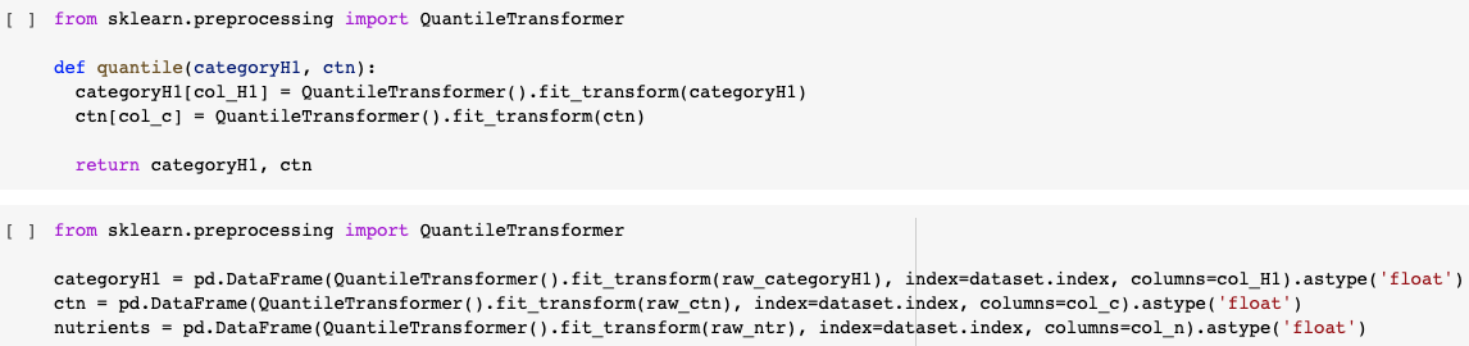 [ ] from sklearn.preprocessing import QuantileTransformer
def quantile(categoryH1, ctn):
categoryH1[col_H1] = QuantileTransformer().fit_transform(categoryH1)
ctn[col_c] = QuantileTransformer().fit_transform(ctn)
return categoryH1, ctn
[ ] from sklearn.preprocessing import QuantileTransformer
categoryH1 = pd.DataFrame(QuantileTransformer().fit_transform(raw_categoryH1), index=dataset.index, columns=col_H1).astype('float')
ctn = pd.DataFrame(QuantileTransformer().fit_transform(raw_ctn), index=dataset.index, columns=col_c).astype('float')
nutrients = pd.DataFrame(QuantileTransformer().fit_transform(raw_ntr), index=dataset.index, columns=col_n).astype('float')